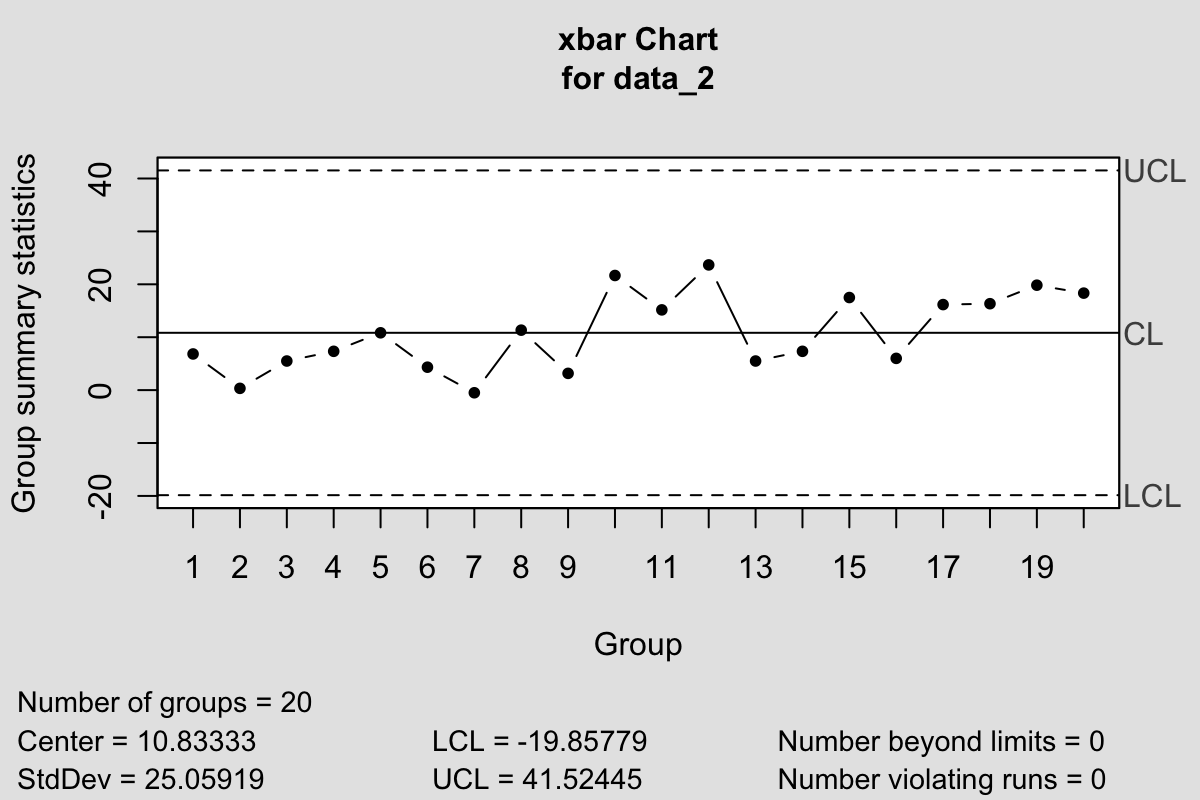 xbar Chart
for data_2
Group summary statistics
40
20
0
-20
UCL
CL
LCL
1 2 3 4 5 6 7 8 9 11 13 15 17 19
Group
Number of groups = 20
Center = 10.83333 LCL = -19.85779 Number beyond limits = 0
StdDev = 25.05919 UCL = 41.52445 Number violating runs = 0